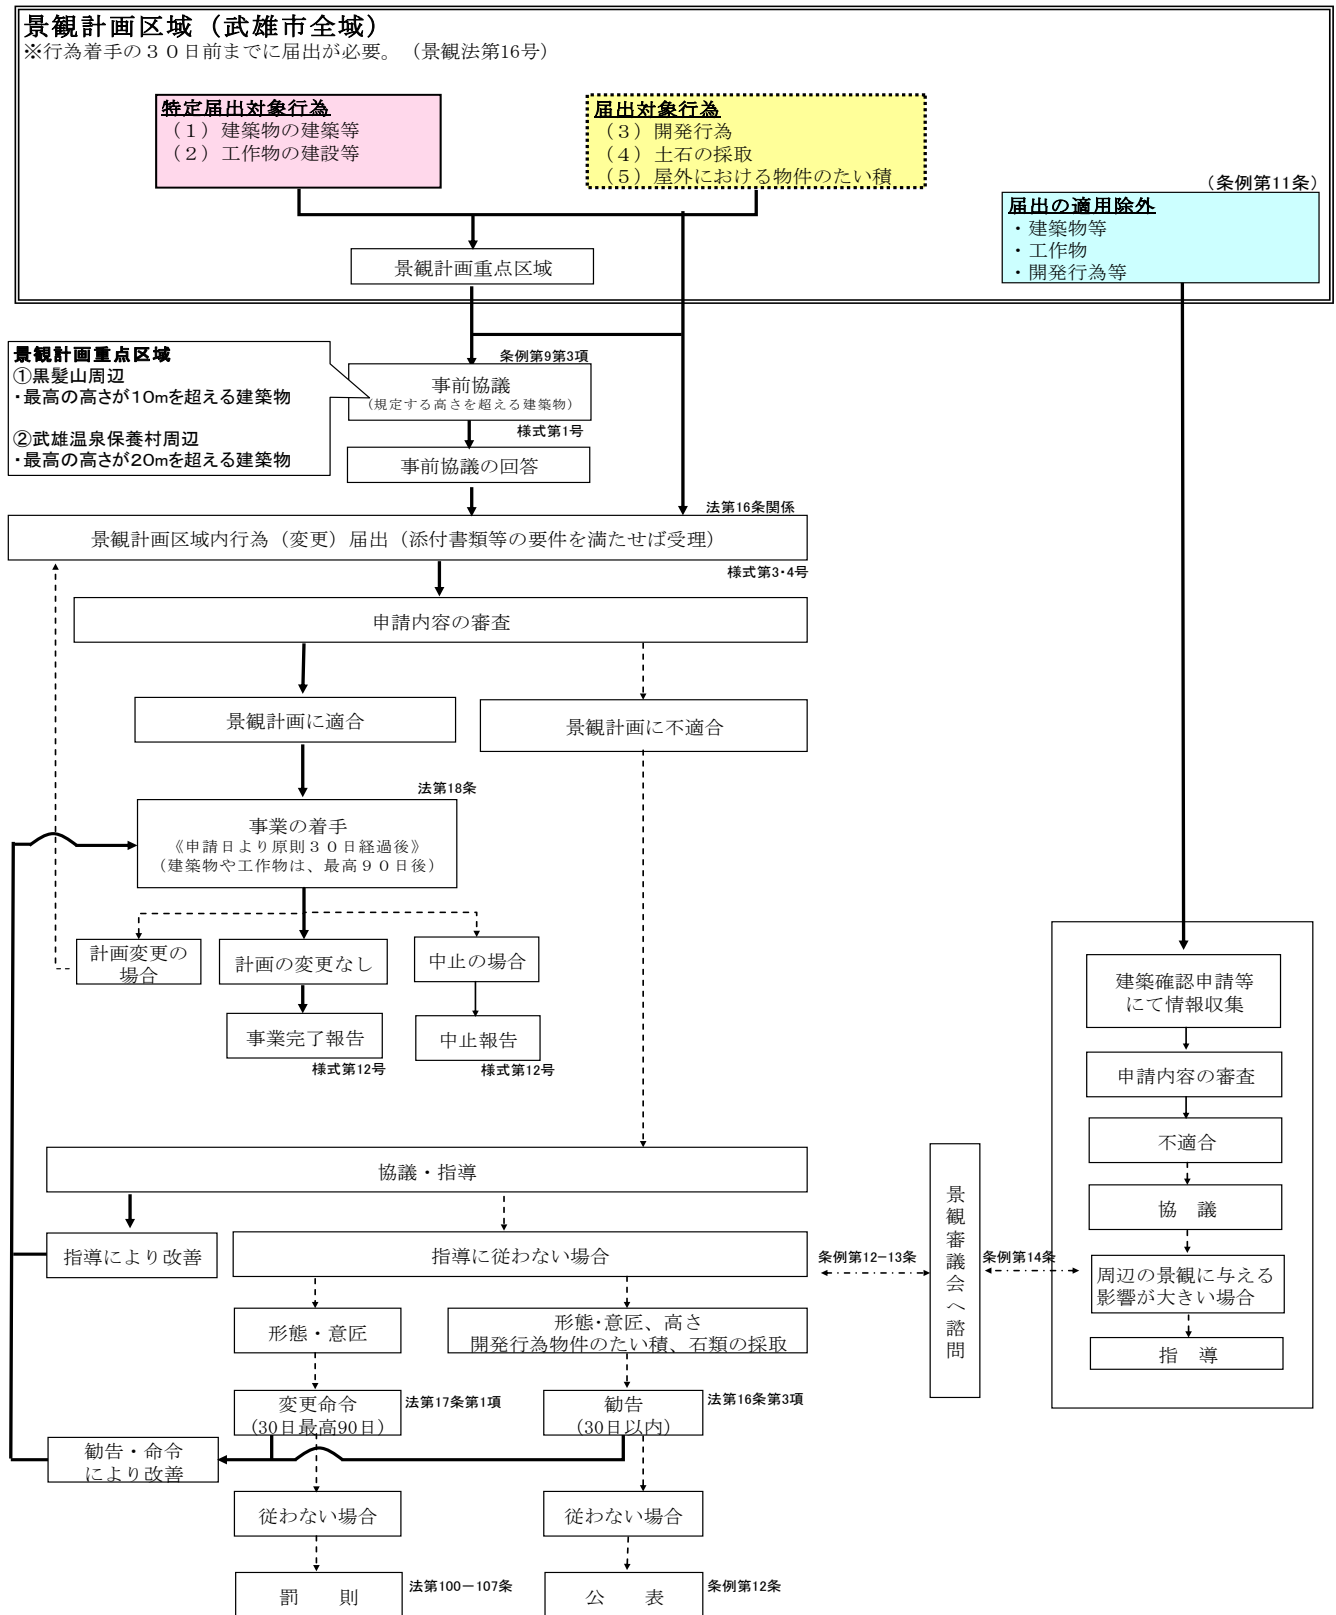 景観計画区域（武雄市全域）
※行為着手の３０日前までに届出が必要。（景観法第16号）
特定届出対象行為
（１）建築物の建築等
（２）工作物の建設等
届出対象行為
（３）開発行為
（４）土石の採取
（５）屋外における物件のたい積
（条例第11条）
届出の適用除外
・建築物等
・工作物
・開発行為等
景観計画重点区域
景観計画重点区域
①黒髪山周辺
・最高の高さが10mを超える建築物
②武雄温泉保養村周辺
・最高の高さが20mを超える建築物
条例第9第3項
事前協議
（規定する高さを超える建築物）
様式第1号
事前協議の回答
法第16条関係
景観計画区域内行為（変更）届出（添付書類等の要件を満たせば受理）
様式第3・4号
申請内容の審査
景観計画に適合
景観計画に不適合
法第18条
事業の着手
《申請日より原則３０日経過後》
（建築物や工作物は、最高９０日後）
計画変更の
場合
計画の変更なし
中止の場合
事業完了報告
中止報告
様式第12号
様式第12号
建築確認申請等
にて情報収集
申請内容の審査
不適合
協　議
周辺の景観に与える
影響が大きい場合
指　導
協議・指導
指導により改善
指導に従わない場合
条例第12－13条
景観審議会へ諮問
条例第14条
形態・意匠
形態・意匠、高さ
開発行為物件のたい積、石類の採取
変更命令
（30日最高90日）
法第17条第1項
勧告
（30日以内）
法第16条第3項
勧告・命令
により改善
従わない場合
従わない場合
罰　則
法第100－107条
公　表
条例第12条